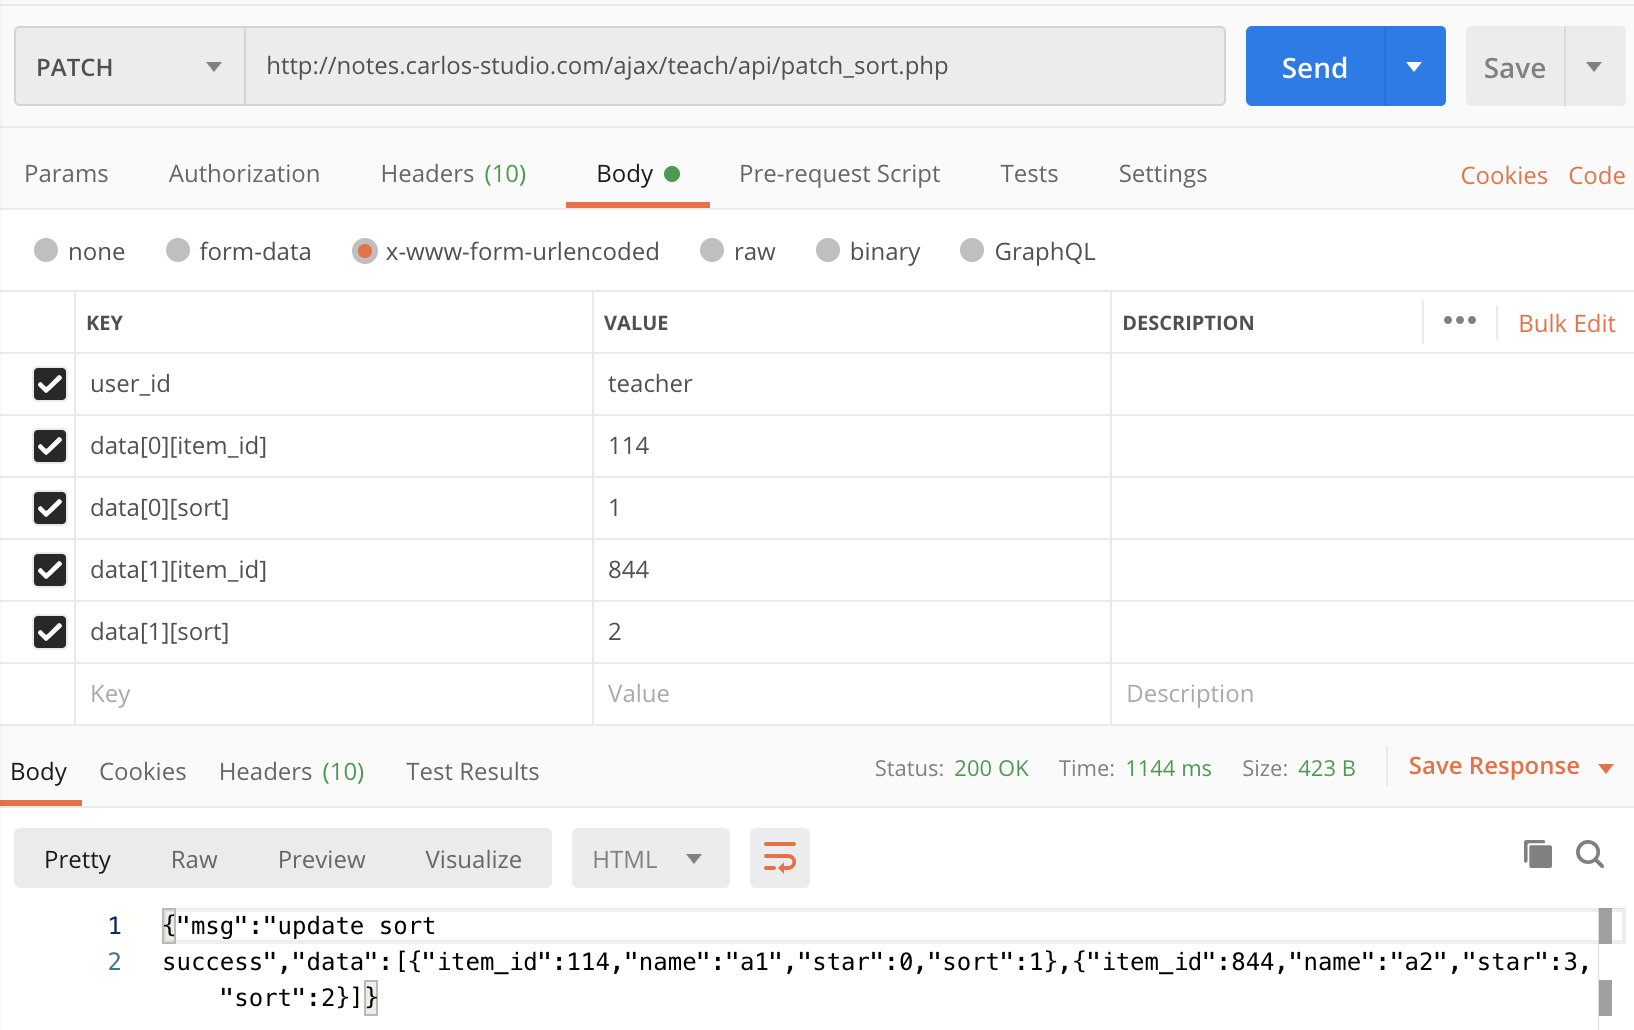 PATCH http://notes.carlos-studio.com/ajax/teach/api/patch_sort.php Send Save
Params Authorization Headers (10) Body Pre-request Script Tests Settings Cookies Code
none form-data x-www-form-urlencoded raw binary GraphQL
KEY VALUE DESCRIPTION ••• Bulk Edit
user_id teacher
data[0][item_id] 114
data[0][sort] 1
data[1][item_id] 844
data[1][sort] 2
Key Value Description
Body Cookies Headers (10) Test Results Status: 200 OK Time: 1144 ms Size: 423 B Save Response
Pretty Raw Preview Visualize HTML
1 {"msg":"update sort
2 success","data":[{"item_id":114,"name":"a1","star":0,"sort":1},{"item_id":844,"name":"a2","star":3,
"sort":2}]}